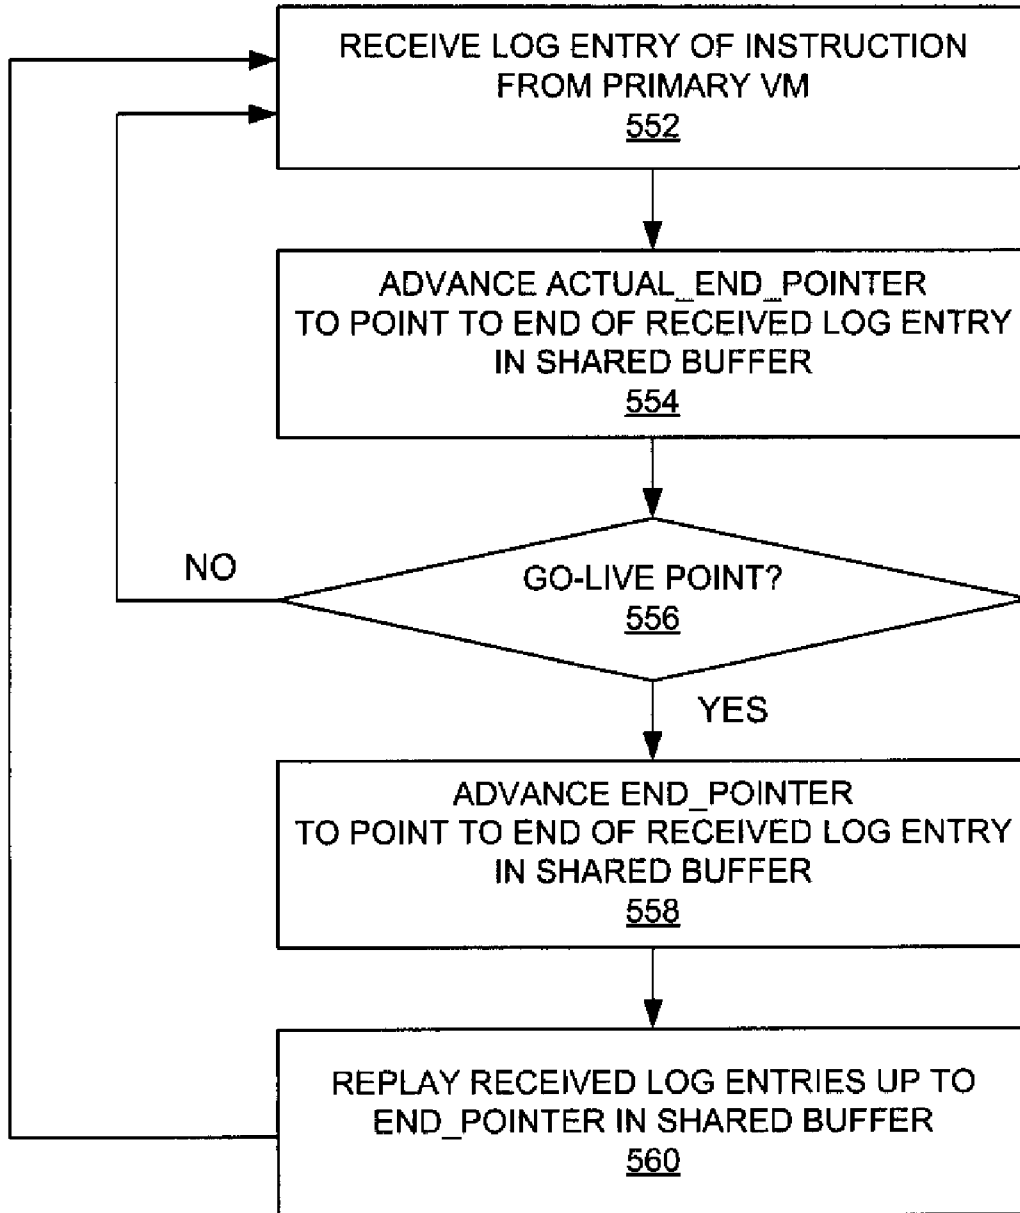 RECEIVE LOG ENTRY OF INSTRUCTION
FROM PRIMARY VM
552
ADVANCE ACTUAL_END_POINTER
TO POINT TO END OF RECEIVED LOG ENTRY
IN SHARED BUFFER
554
GO-LIVE POINT?
556
NO
YES
ADVANCE END_POINTER
TO POINT TO END OF RECEIVED LOG ENTRY
IN SHARED BUFFER
558
REPLAY RECEIVED LOG ENTRIES UP TO
END_POINTER IN SHARED BUFFER
560